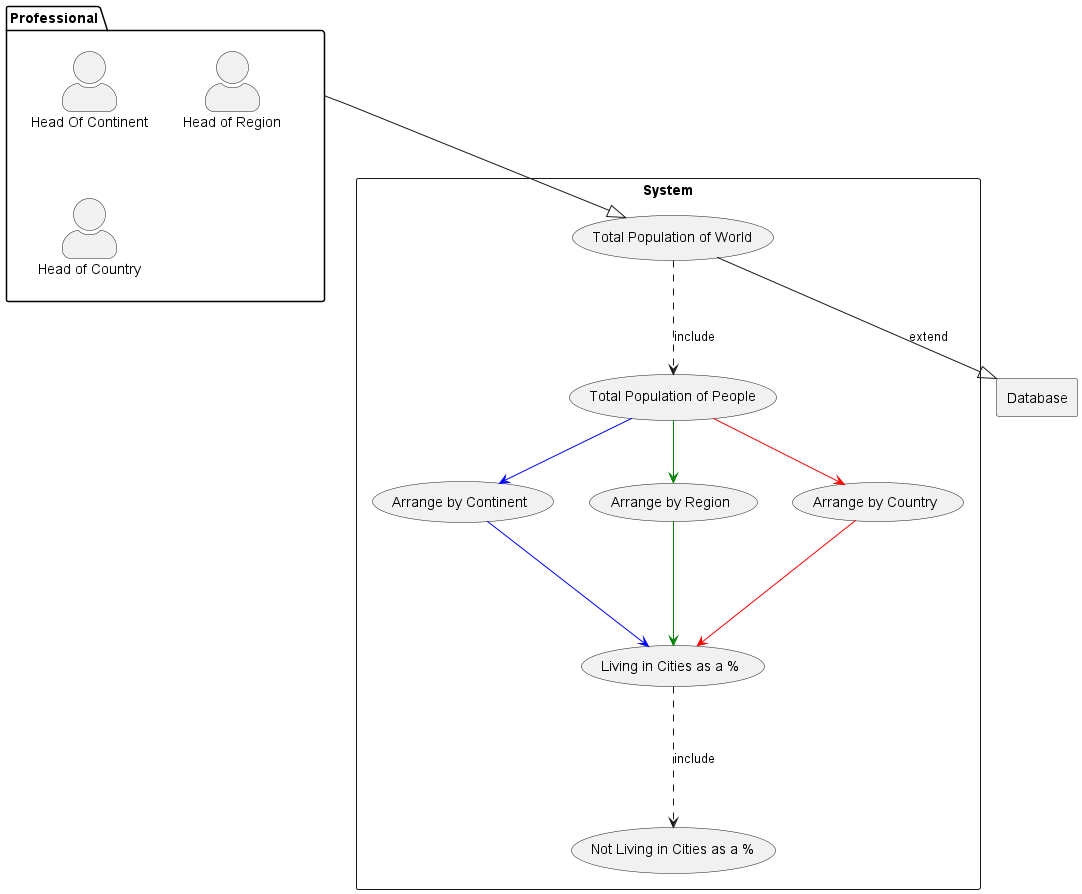 Professional
Head Of Continent
Head of Region
Head of Country
System
Total Population of World
include
extend
Total Population of People
Database
Arrange by Continent
Arrange by Region
Arrange by Country
Living in Cities as a %
include
Not Living in Cities as a %